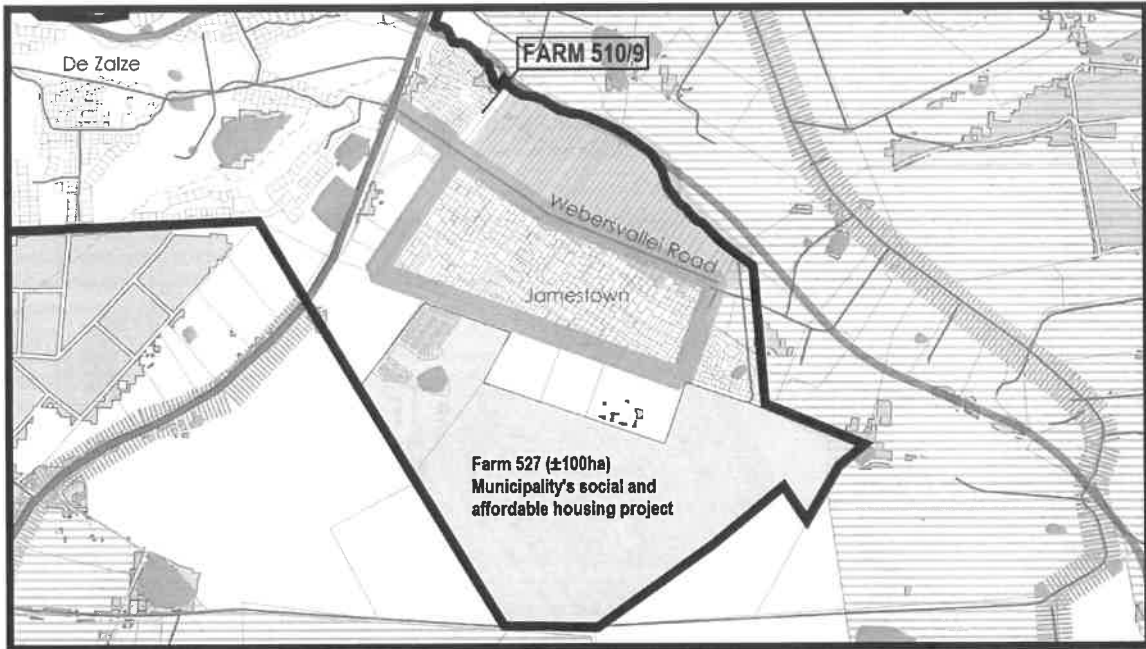 De Zalze
FARM 510/9
Webersvallei Road
Jamestown
Farm 527 (±100ha)
Municipality's social and
affordable housing project